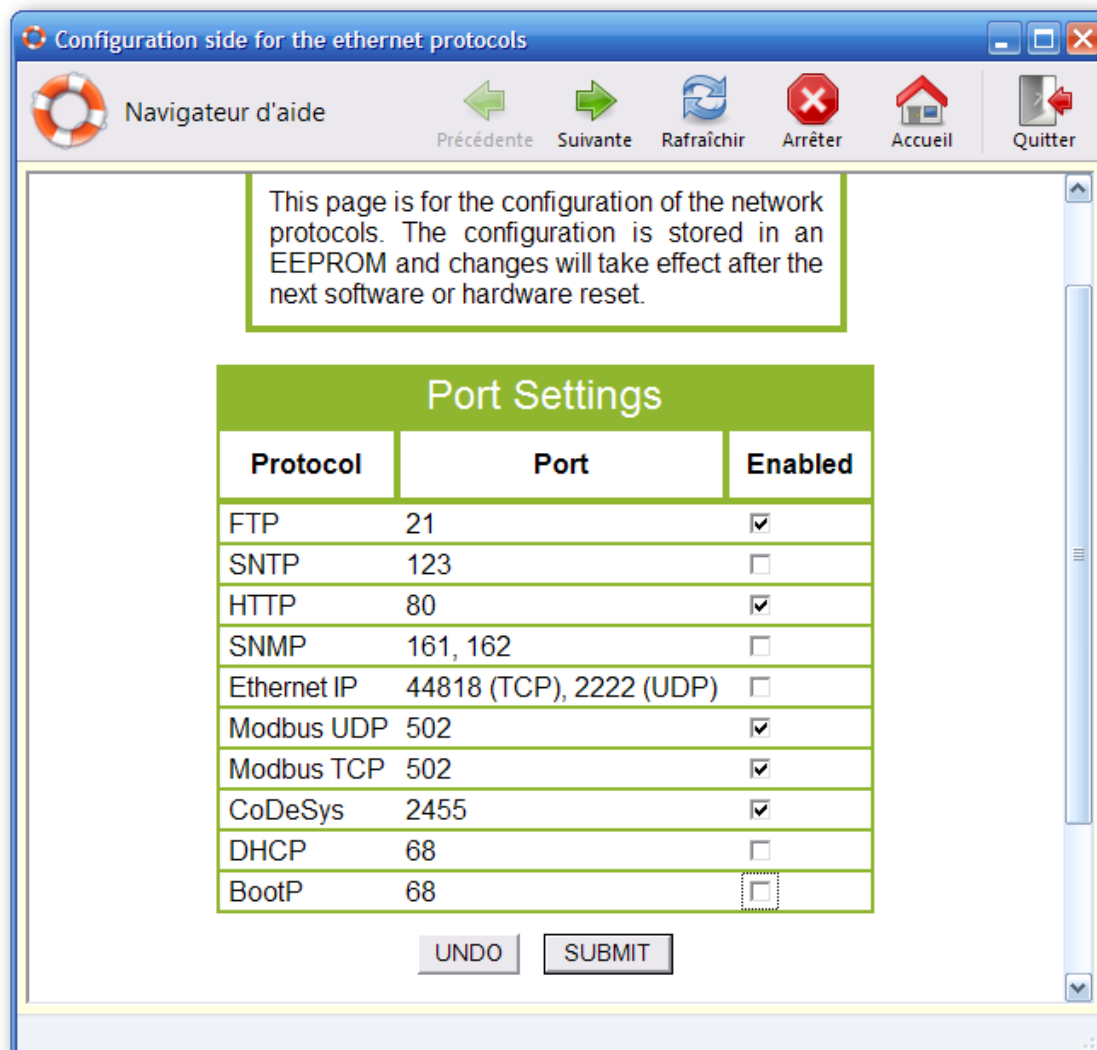 Configuration side for the ethernet protocols
Navigateur d'aide
Précédente Suivante Rafraîchir Arrêter Accueil Quitter
This page is for the configuration of the network
protocols. The configuration is stored in an
EEPROM and changes will take effect after the
next software or hardware reset.
Port Settings
Protocol Port Enabled
FTP 21
SNTP 123
HTTP 80
SNMP 161, 162
Ethernet IP 44818 (TCP), 2222 (UDP)
Modbus UDP 502
Modbus TCP 502
CoDeSys 2455
DHCP 68
BootP 68
UNDO SUBMIT